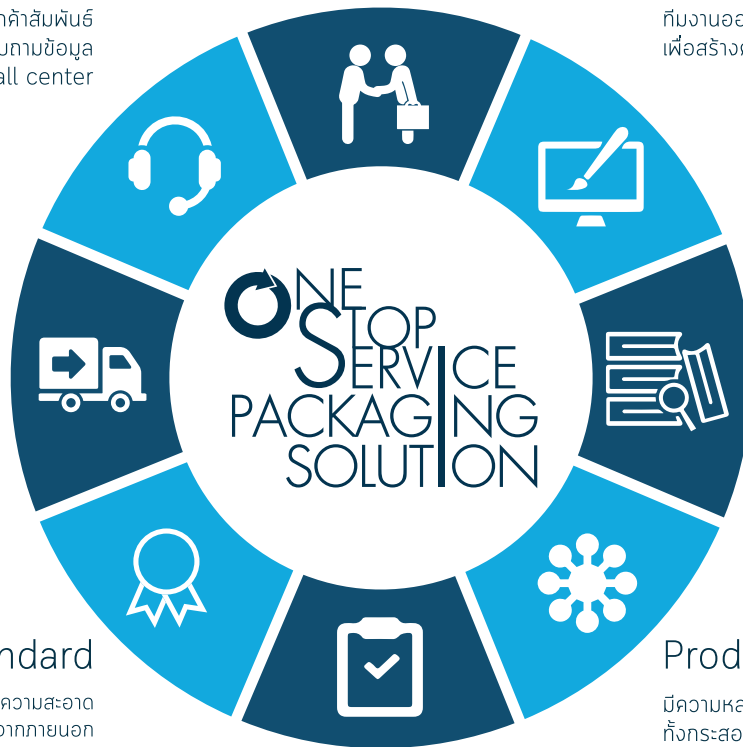 กค้าสัมพันธ์
บถามข้อมูล
all center
ทีมงานออ
เพื่อสร้าง
ONE
STOP
SERVICE
PACKAGING
SOLUTION
ndard
ความสะอาด
จากภายนอก
Prod
มีความหล
ทั้งกระสอ